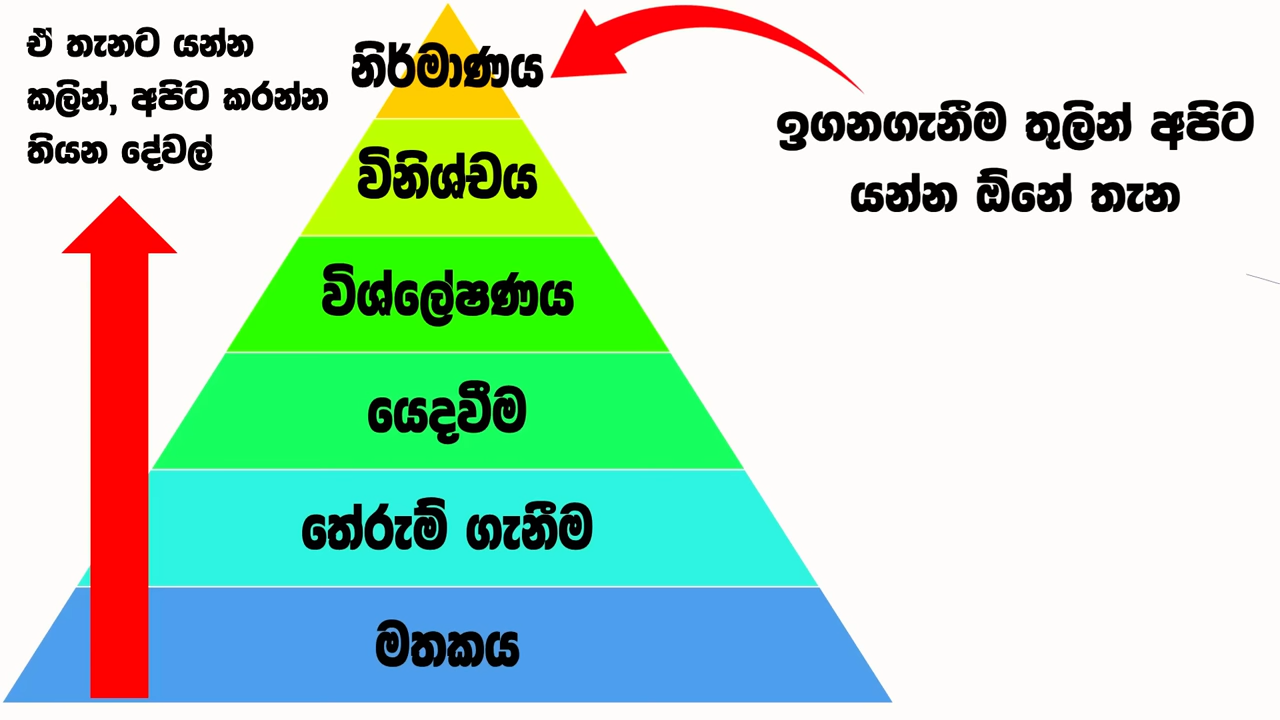 ඒ තැනට යන්න
කලින්, අපිට කරන්න
තියන දේවල්
නිර්මාණය
ඉගනගැනීම තුලින් අපිට
යන්න ඕනේ තැන
විනිශ්චය
විශ්ලේෂණය
යෙදවීම
තේරුම් ගැනීම
මතකය